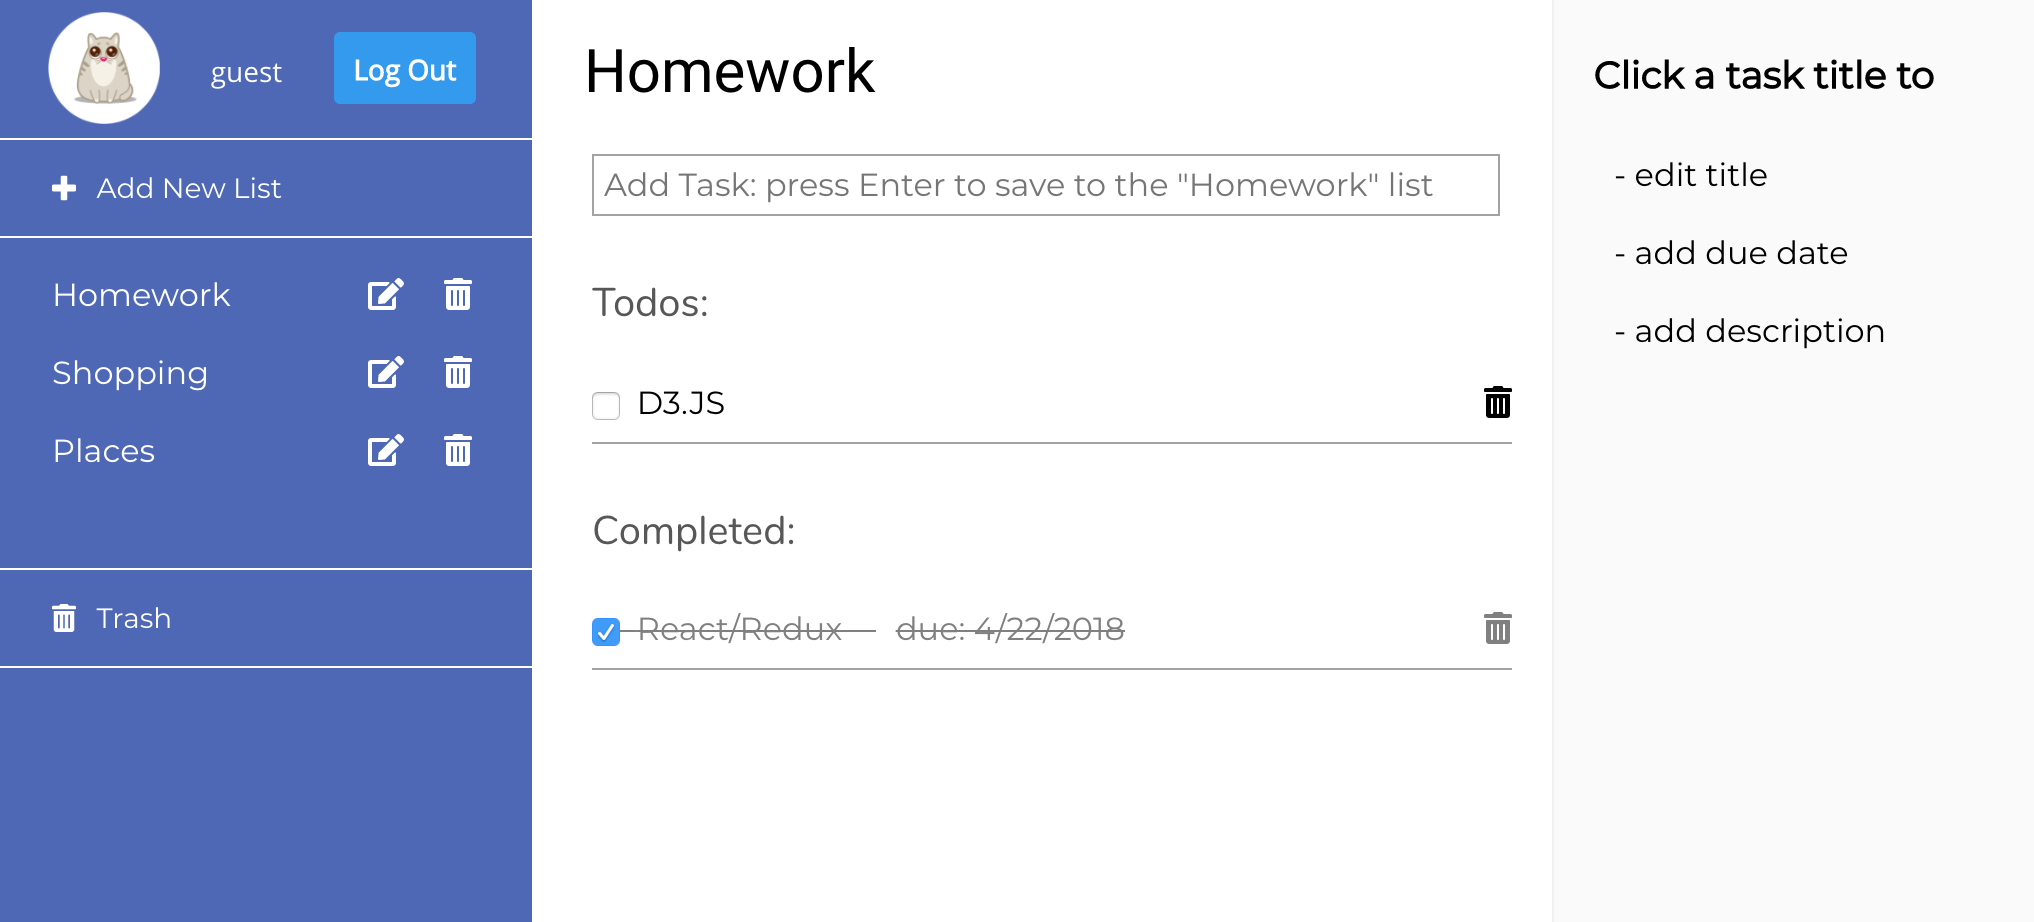 guest
Log Out
Add New List
Homework
Shopping
Places
Trash
Homework
Add Task: press Enter to save to the "Homework" list
Todos:
D3.JS
Completed:
React/Redux due: 4/22/2018
Click a task title to
- edit title
- add due date
- add description